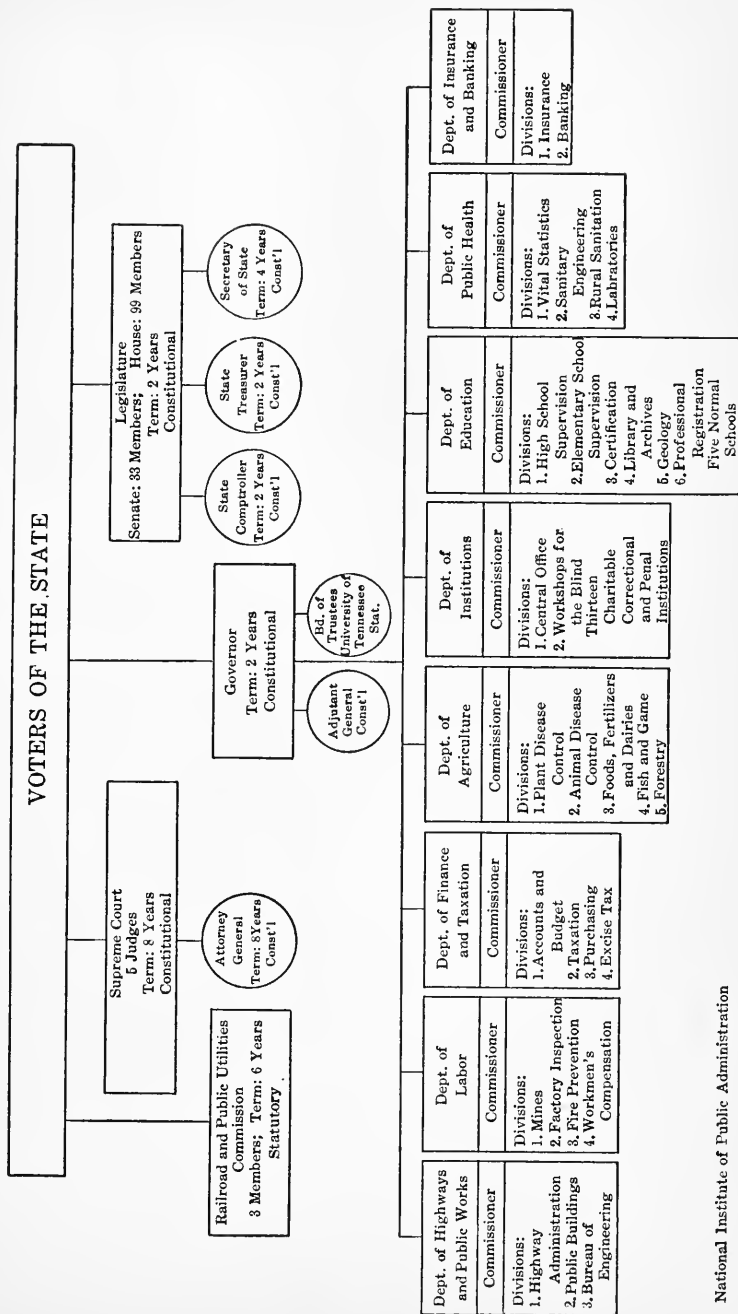 VOTERS OF THE STATE
Railroad and Public Utilities
Commission
3 Members; Term: 6 Years
Statutory
Supreme Court
5 Judges
Term: 8 Years
Constitutional
Attorney
General
Term: 8 Years
Const'l
Governor
Term: 2 Years
Constitutional
Adjutant
General
Const'l
Bd. of
Trustees
University of
Tennessee
Stat.
Legislature
Senate: 33 Members; House: 99 Members
Term: 2 Years
Constitutional
State
Comptroller
Term: 2 Years
Const'l
State
Treasurer
Term: 2 Years
Const'l
Secretary
of State
Term: 4 Years
Const'l
Dept. of Highways
and Public Works
Commissioner
Divisions:
1. Highway
Administration
2. Public Buildings
3. Bureau of
Engineering
Dept. of
Labor
Commissioner
Divisions:
1. Mines
2. Factory Inspection
3. Fire Prevention
4. Workmen's
Compensation
Dept. of Finance
and Taxation
Commissioner
Divisions:
1. Accounts and
Budget
2. Taxation
3. Purchasing
4. Excise Tax
Dept. of
Agriculture
Commissioner
Divisions:
1. Plant Disease
Control
2. Animal Disease
Control
3. Foods, Fertilizers
and Dairies
4. Fish and Game
5. Forestry
Dept. of
Institutions
Commissioner
Divisions:
1. Central Office
2. Workshops for
the Blind
Thirteen
Charitable
Correctional
and Penal
Institutions
Dept. of
Education
Commissioner
Divisions:
1. High School
Supervision
2. Elementary School
Supervision
3. Certification
4. Library and
Archives
5. Geology
6. Professional
Registration
Five Normal
Schools
Dept. of
Public Health
Commissioner
Divisions:
1. Vital Statistics
2. Sanitary
Engineering
3. Rural Sanitation
4. Labratories
Dept. of Insurance
and Banking
Commissioner
Divisions:
1. Insurance
2. Banking
National Institute of Public Administration